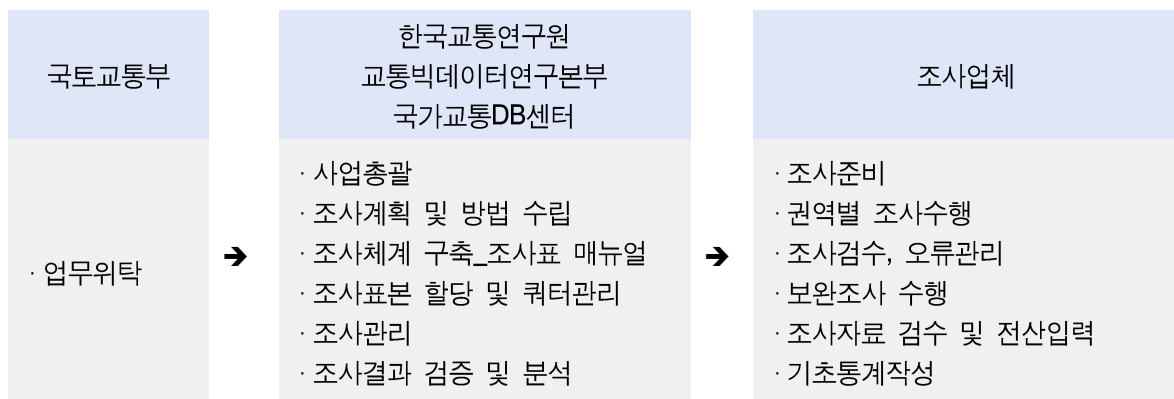 국토교통부
한국교통연구원
교통빅데이터연구본부
국가교통DB센터
조사업체
· 업무위탁
➔
· 사업총괄
· 조사계획 및 방법 수립
· 조사체계 구축_조사표 매뉴얼
· 조사표본 할당 및 쿼터관리
· 조사관리
· 조사결과 검증 및 분석
➔
· 조사준비
· 권역별 조사수행
· 조사검수, 오류관리
· 보완조사 수행
· 조사자료 검수 및 전산입력
· 기초통계작성